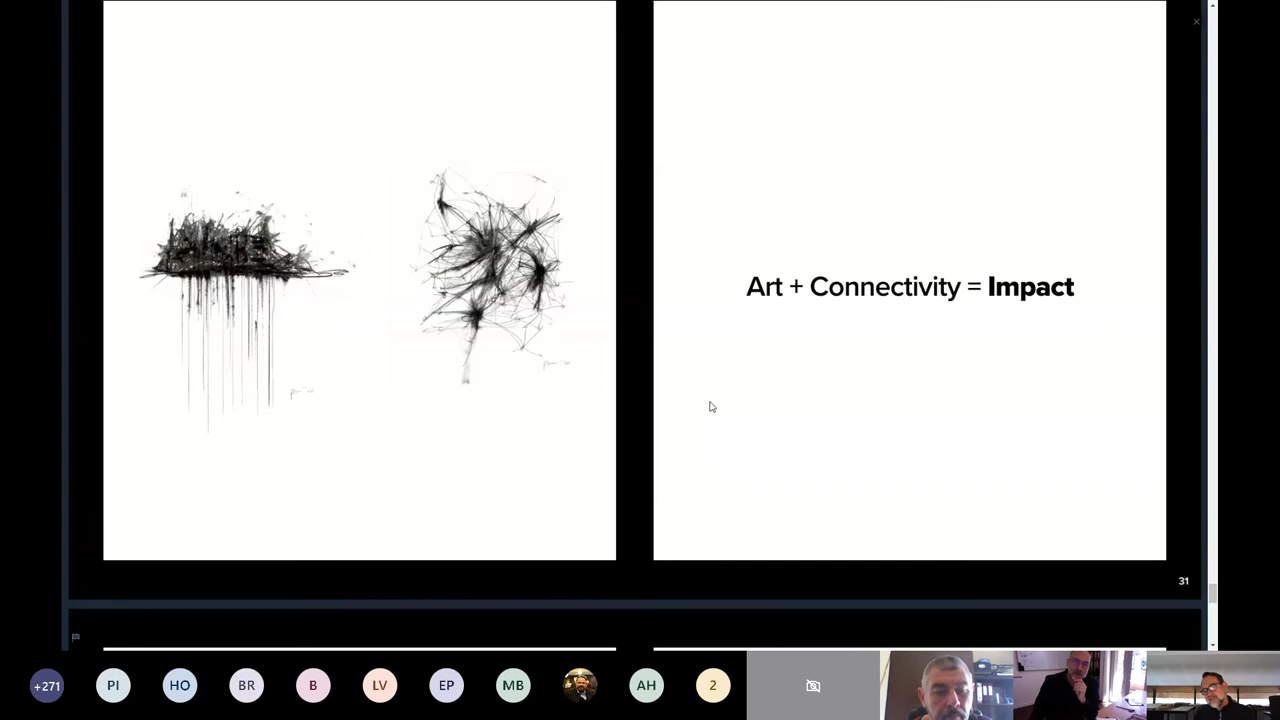 Art + Connectivity = Impact
31
+271
PI
HO
BR
B
LV
EP
MB
AH
2